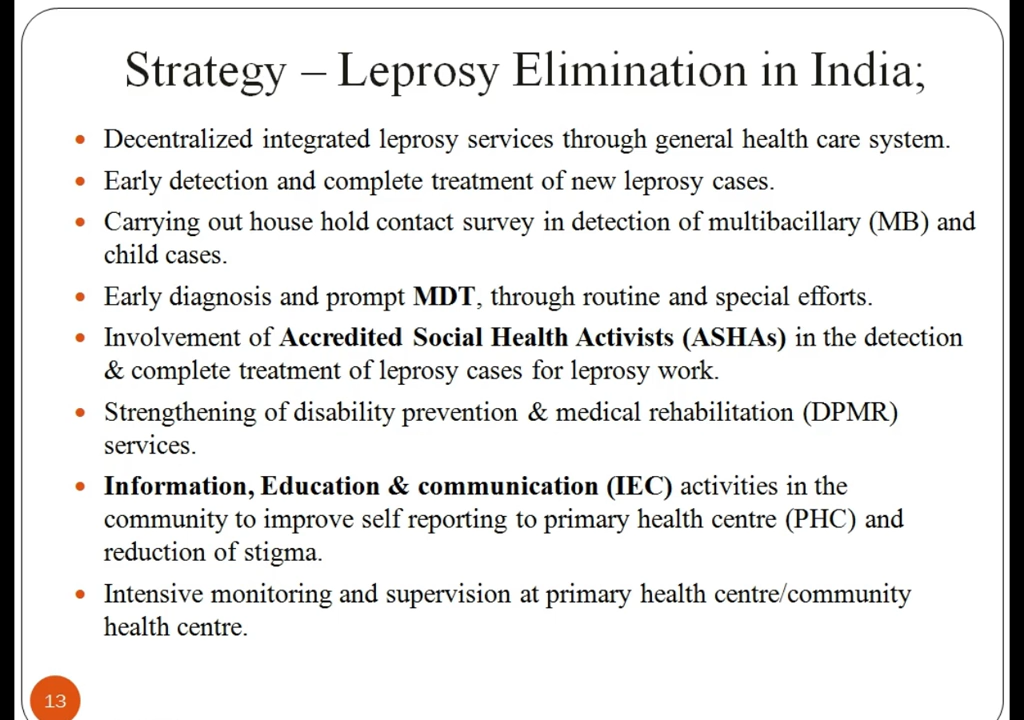 Strategy – Leprosy Elimination in India;
• Decentralized integrated leprosy services through general health care system.
• Early detection and complete treatment of new leprosy cases.
• Carrying out house hold contact survey in detection of multibacillary (MB) and
child cases.
• Early diagnosis and prompt MDT, through routine and special efforts.
• Involvement of Accredited Social Health Activists (ASHAs) in the detection
& complete treatment of leprosy cases for leprosy work.
• Strengthening of disability prevention & medical rehabilitation (DPMR)
services.
• Information, Education & communication (IEC) activities in the
community to improve self reporting to primary health centre (PHC) and
reduction of stigma.
• Intensive monitoring and supervision at primary health centre/community
health centre.
13